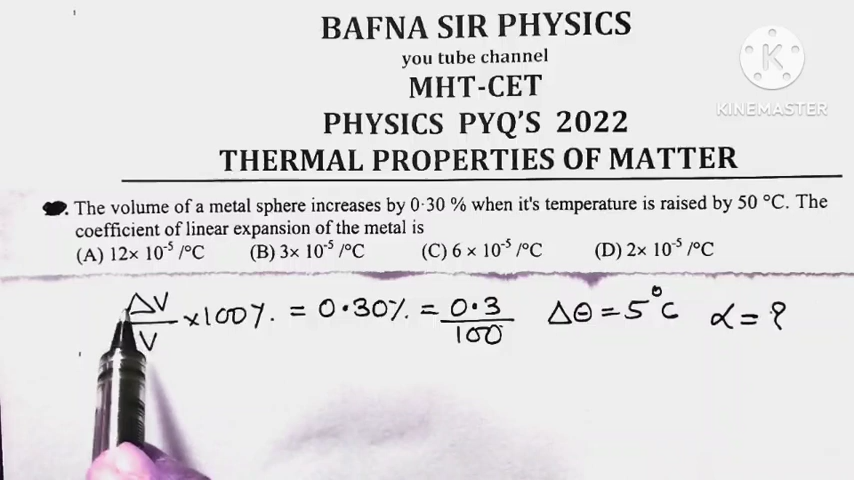 BAFNA SIR PHYSICS
you tube channel
MHT-CET
PHYSICS PYQ'S 2022
THERMAL PROPERTIES OF MATTER
K
KINEMASTER
The volume of a metal sphere increases by 0·30 % when it's temperature is raised by 50 °C. The
coefficient of linear expansion of the metal is
(A) 12× 10⁻⁵ /°C (B) 3× 10⁻⁵ /°C (C) 6 × 10⁻⁵ /°C (D) 2× 10⁻⁵ /°C
ΔV/V ×100%. = 0·30% = 0·3/100 Δθ = 5°C α = ?